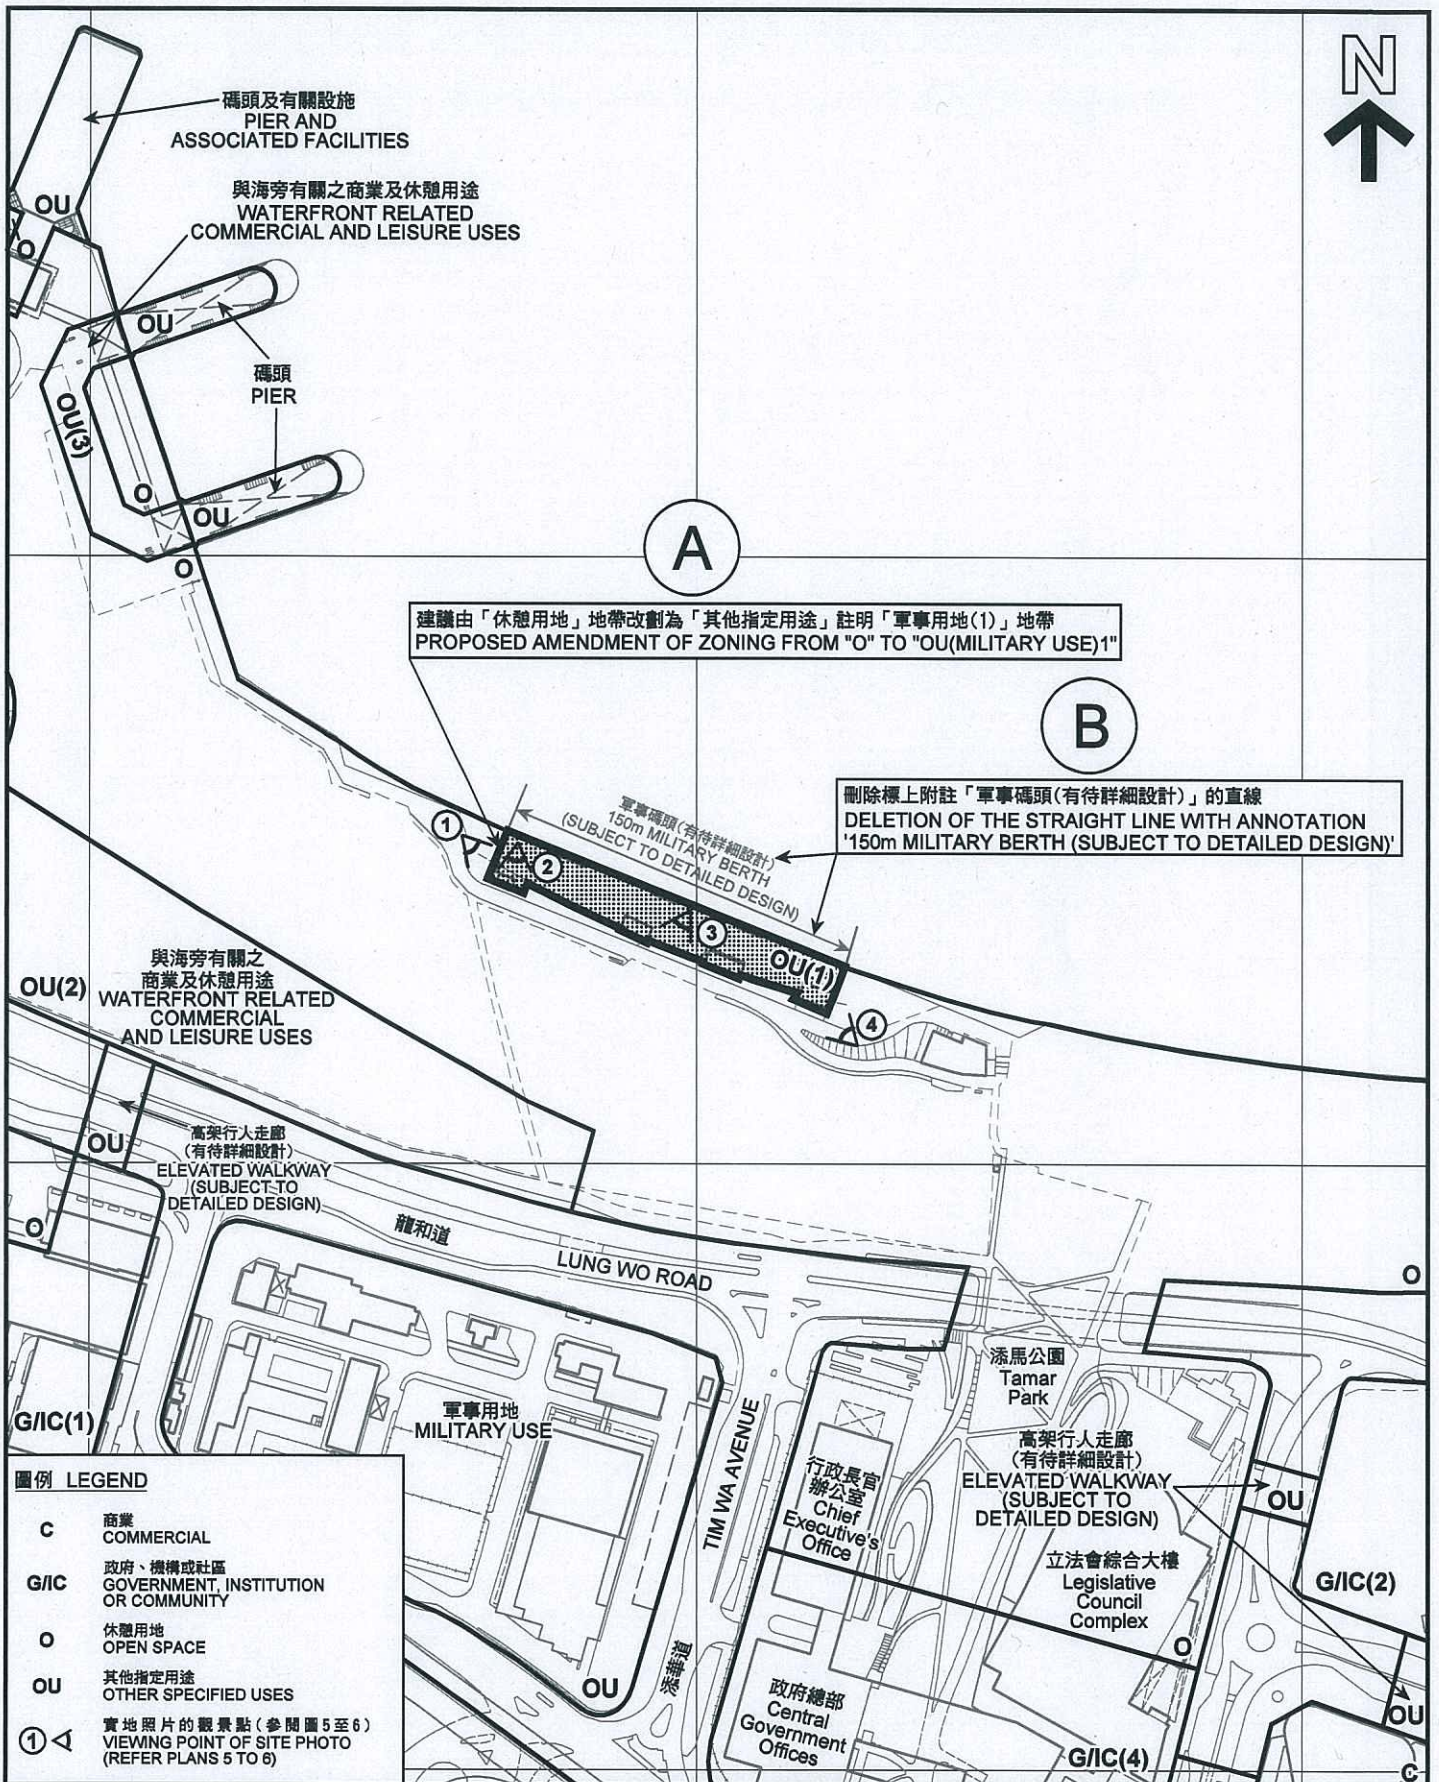 N
碼頭及有關設施
PIER AND
ASSOCIATED FACILITIES
與海旁有關之商業及休憩用途
WATERFRONT RELATED
COMMERCIAL AND LEISURE USES
OU
O
OU
碼頭
PIER
OU(3)
O
OU
O
A
建議由「休憩用地」地帶改劃為「其他指定用途」註明「軍事用地(1)」地帶
PROPOSED AMENDMENT OF ZONING FROM "O" TO "OU(MILITARY USE)1"
B
刪除標上附註「軍事碼頭(有待詳細設計)」的直線
DELETION OF THE STRAIGHT LINE WITH ANNOTATION
'150m MILITARY BERTH (SUBJECT TO DETAILED DESIGN)'
軍事碼頭(有待詳細設計)
150m MILITARY BERTH
(SUBJECT TO DETAILED DESIGN)
1
2
3
OU(1)
4
與海旁有關之
商業及休憩用途
WATERFRONT RELATED
COMMERCIAL
AND LEISURE USES
OU(2)
OU
高架行人走廊
(有待詳細設計)
ELEVATED WALKWAY
(SUBJECT TO
DETAILED DESIGN)
O
龍和道
LUNG WO ROAD
O
添馬公園
Tamar
Park
軍事用地
MILITARY USE
G/IC(1)
TIM WA AVENUE
添華道
行政長官
辦公室
Chief
Executive's
Office
高架行人走廊
(有待詳細設計)
ELEVATED WALKWAY
(SUBJECT TO
DETAILED DESIGN)
OU
立法會綜合大樓
Legislative
Council
Complex
G/IC(2)
O
OU
政府總部
Central
Government
Offices
G/IC(4)
OU
C
圖例 LEGEND
C 商業
COMMERCIAL
G/IC 政府、機構或社區
GOVERNMENT, INSTITUTION
OR COMMUNITY
O 休憩用地
OPEN SPACE
OU 其他指定用途
OTHER SPECIFIED USES
1 實地照片的觀景點(參閱圖5至6)
VIEWING POINT OF SITE PHOTO
(REFER PLANS 5 TO 6)